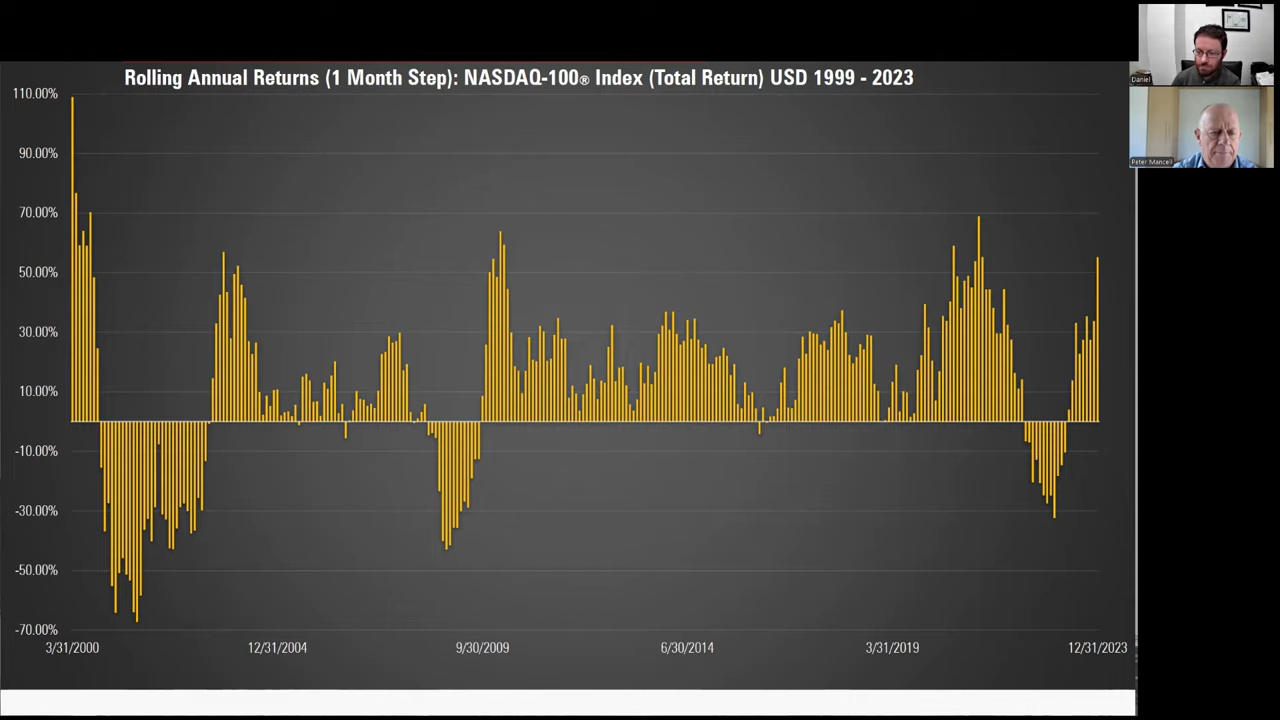 Rolling Annual Returns (1 Month Step): NASDAQ-100® Index (Total Return) USD 1999 - 2023
110.00%
90.00%
70.00%
50.00%
30.00%
10.00%
-10.00%
-30.00%
-50.00%
-70.00%
3/31/2000 12/31/2004 9/30/2009 6/30/2014 3/31/2019 12/31/2023
Daniel
Peter Mancell